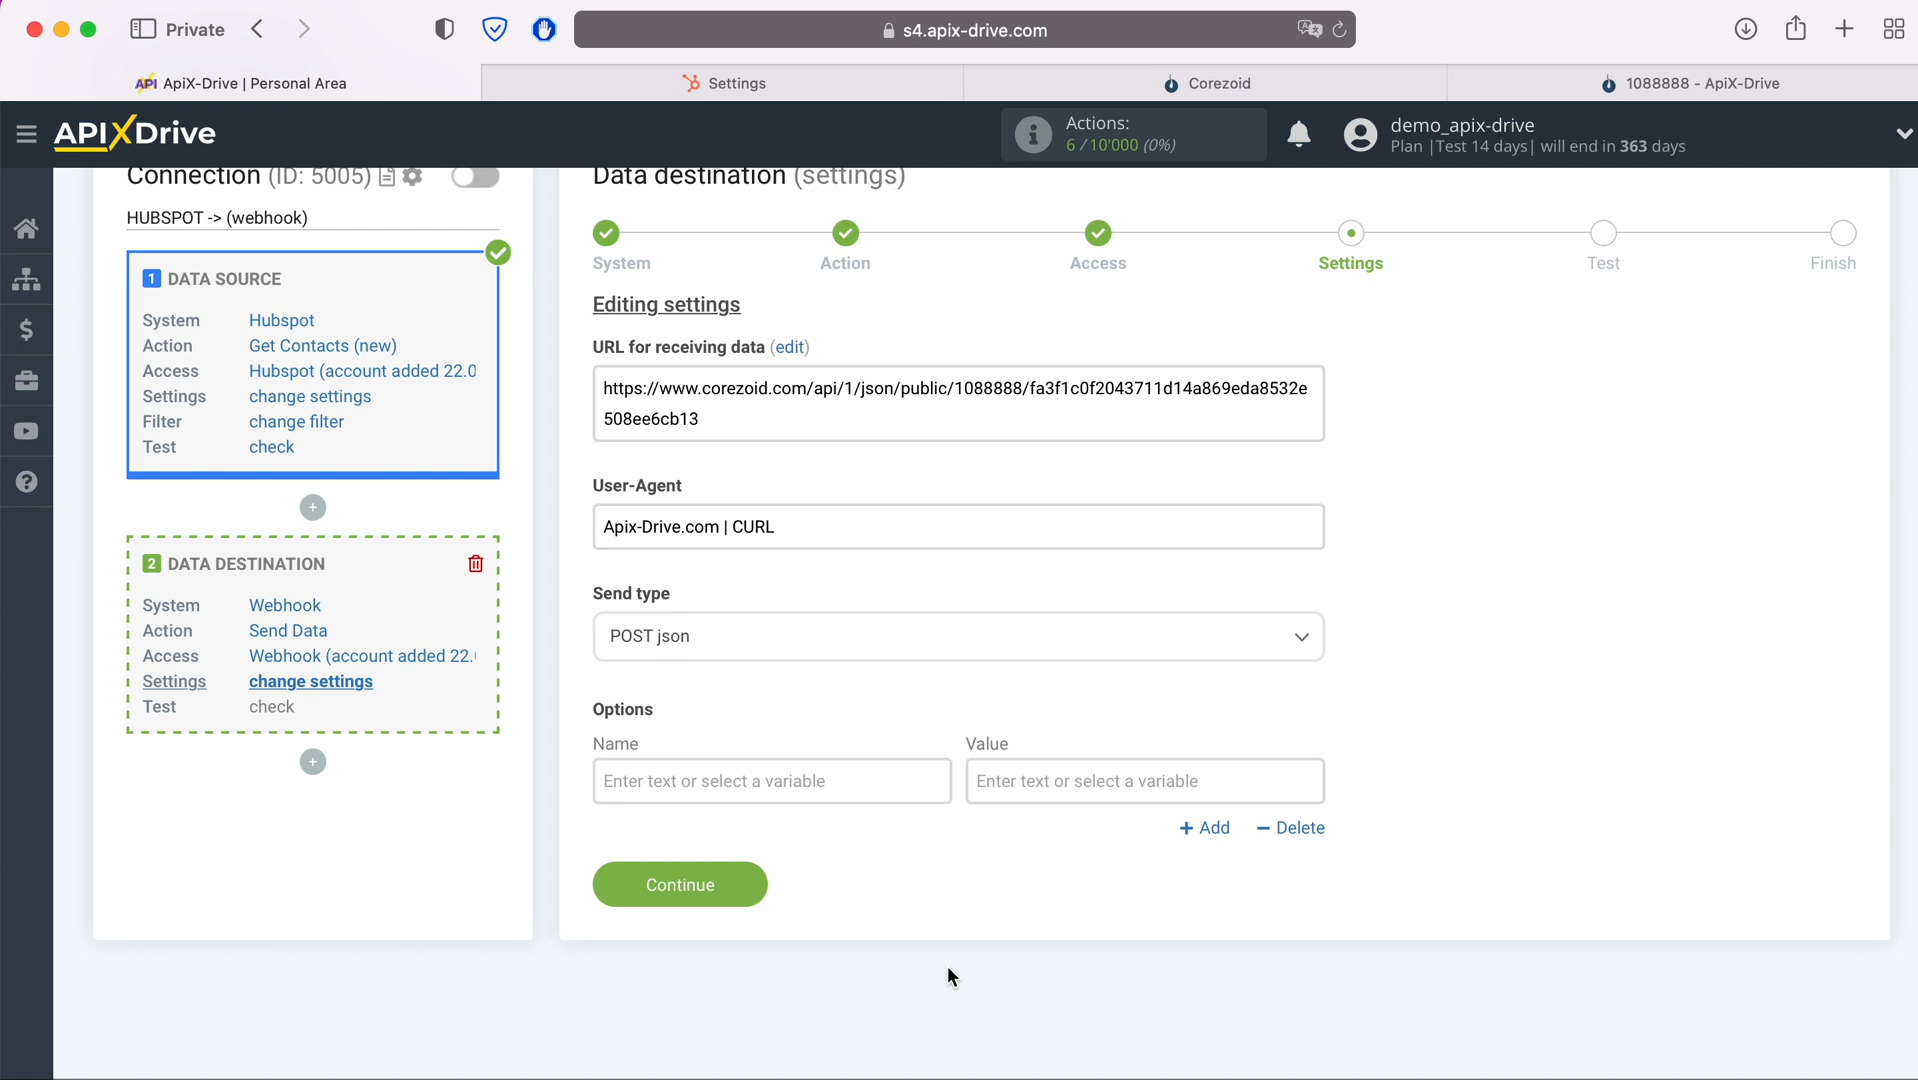 Private
s4.apix-drive.com
API ApiX-Drive | Personal Area
Settings
Corezoid
1088888 - ApiX-Drive
APIXDrive
Actions:
6 / 10'000 (0%)
demo_apix-drive
Plan |Test 14 days| will end in 363 days
Connection (ID: 5005)
HUBSPOT -> (webhook)
1 DATA SOURCE
System Hubspot
Action Get Contacts (new)
Access Hubspot (account added 22.0
Settings change settings
Filter change filter
Test check
+
2 DATA DESTINATION
System Webhook
Action Send Data
Access Webhook (account added 22.
Settings change settings
Test check
+
Data destination (settings)
System Action Access Settings Test Finish
Editing settings
URL for receiving data (edit)
https://www.corezoid.com/api/1/json/public/1088888/fa3f1c0f2043711d14a869eda8532e
508ee6cb13
User-Agent
Apix-Drive.com | CURL
Send type
POST json
Options
Name Value
Enter text or select a variable Enter text or select a variable
+ Add − Delete
Continue